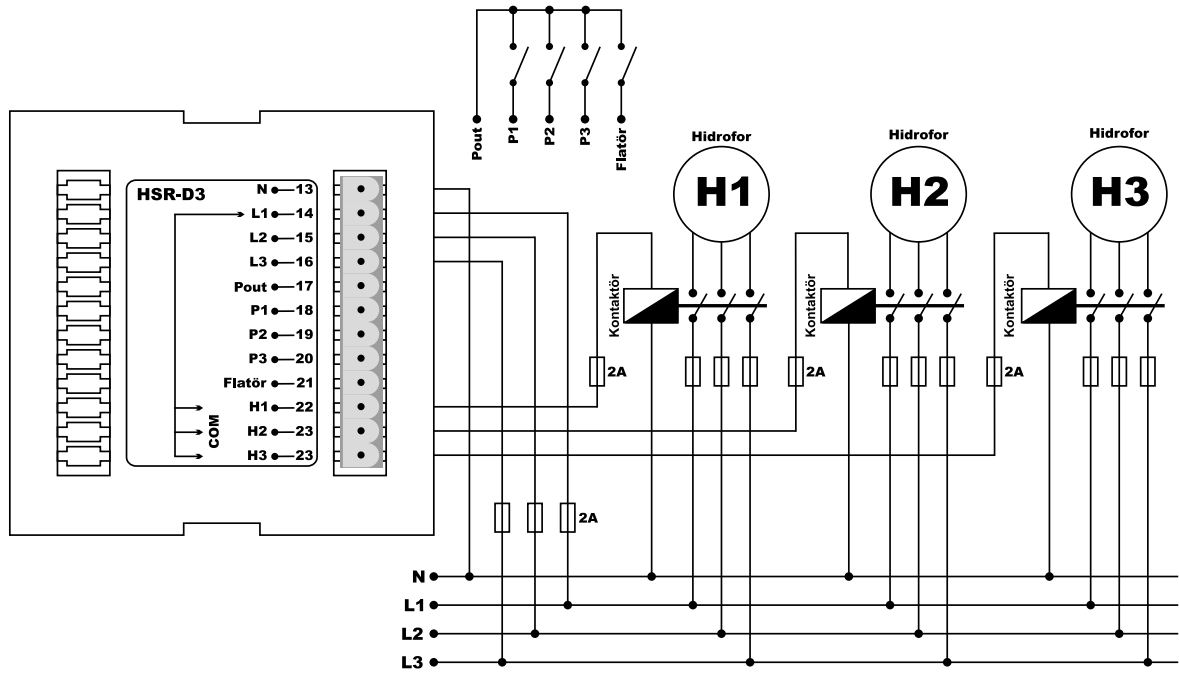 Pout
P1
P2
P3
Flatör
HSR-D3
N 13
L1 14
L2 15
L3 16
Pout 17
P1 18
P2 19
P3 20
Flatör 21
H1 22
H2 23
H3 23
COM
Hidrofor
H1
Kontaktör
2A
Hidrofor
H2
Kontaktör
2A
Hidrofor
H3
Kontaktör
2A
2A
N
L1
L2
L3